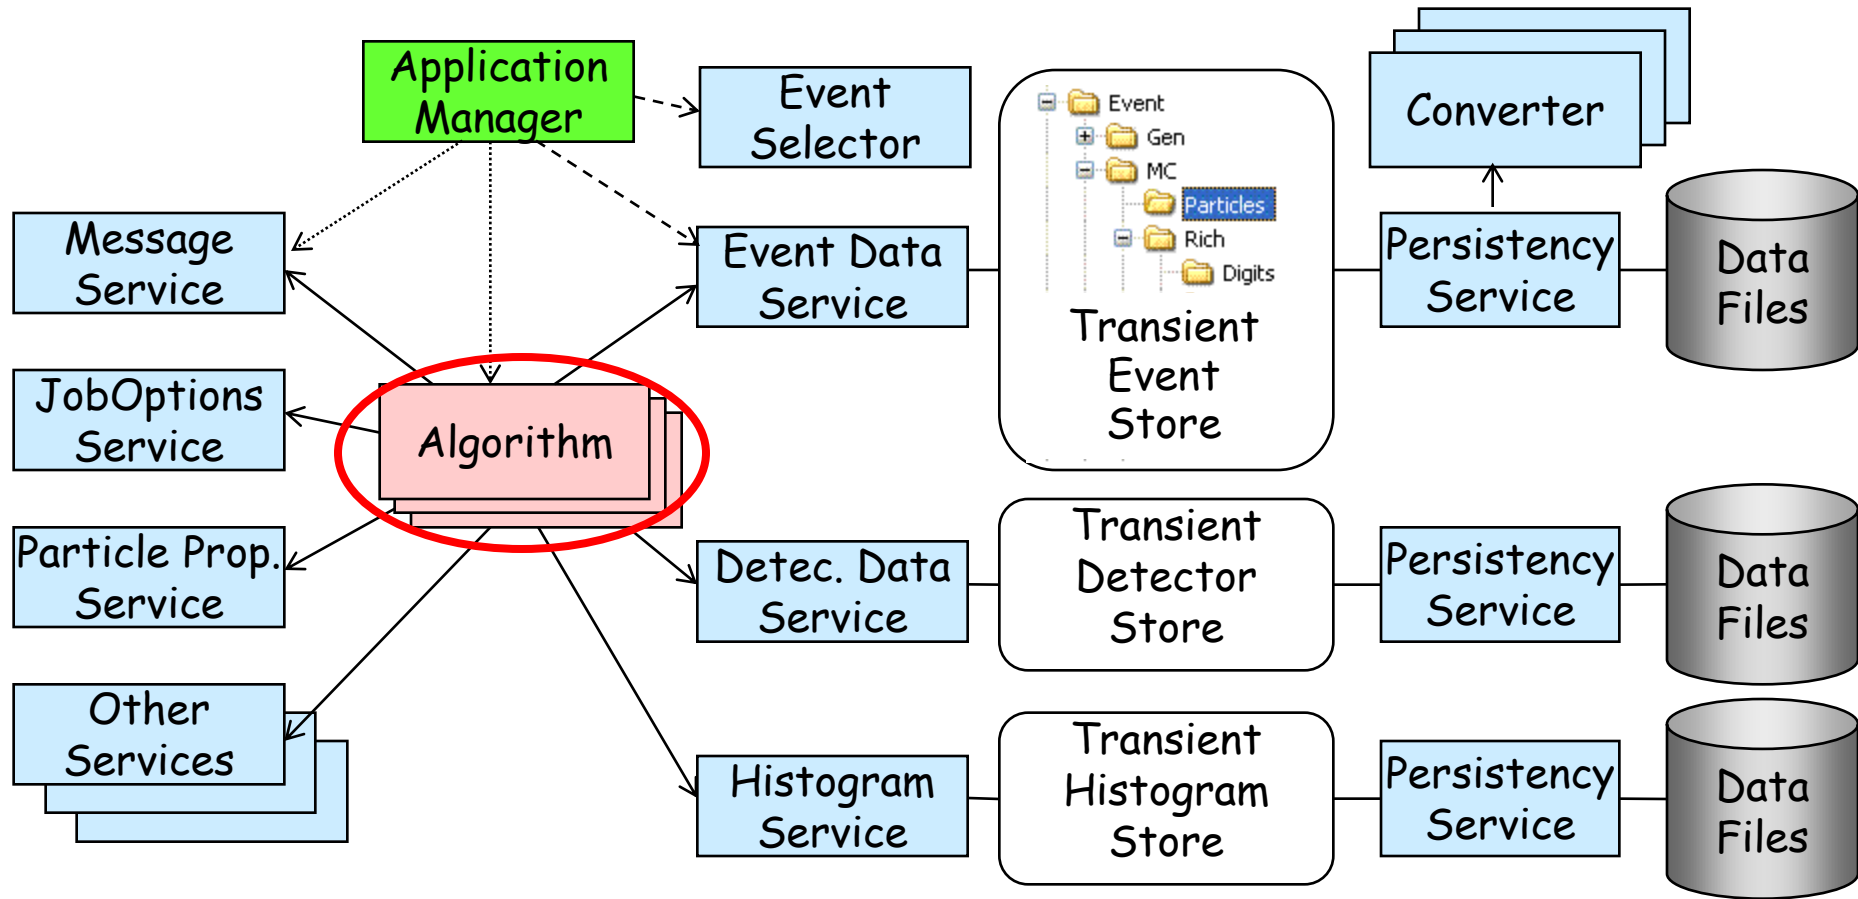 Application
Manager
Event
Selector
Event
Gen
MC
Particles
Rich
Digits
Transient
Event
Store
Converter
Message
Service
Event Data
Service
Persistency
Service
Data
Files
JobOptions
Service
Algorithm
Particle Prop.
Service
Detec. Data
Service
Transient
Detector
Store
Persistency
Service
Data
Files
Other
Services
Histogram
Service
Transient
Histogram
Store
Persistency
Service
Data
Files